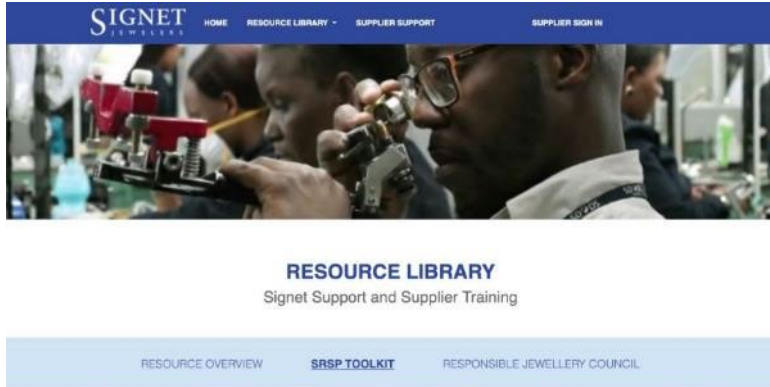 SIGNET
JEWELERS
HOME
RESOURCE LIBRARY
SUPPLIER SUPPORT
SUPPLIER SIGN IN
RESOURCE LIBRARY
Signet Support and Supplier Training
RESOURCE OVERVIEW
SRSP TOOLKIT
RESPONSIBLE JEWELLERY COUNCIL